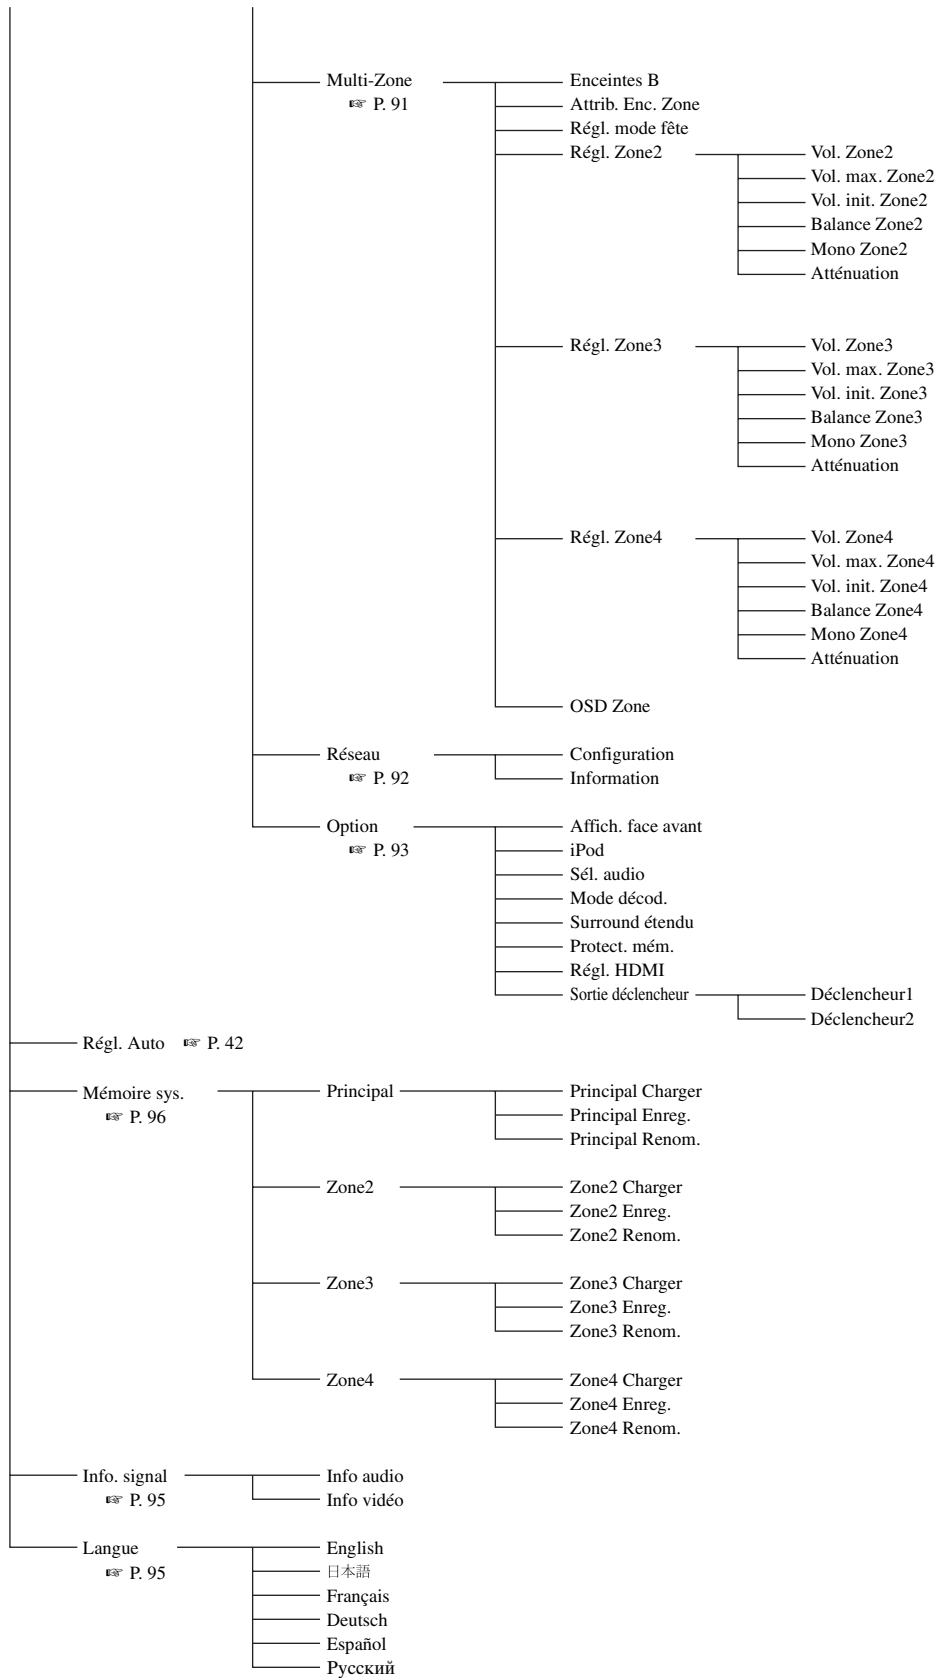 Multi-Zone
☞ P. 91
Enceintes B
Attrib. Enc. Zone
Régl. mode fête
Régl. Zone2
Vol. Zone2
Vol. max. Zone2
Vol. init. Zone2
Balance Zone2
Mono Zone2
Atténuation
Régl. Zone3
Vol. Zone3
Vol. max. Zone3
Vol. init. Zone3
Balance Zone3
Mono Zone3
Atténuation
Régl. Zone4
Vol. Zone4
Vol. max. Zone4
Vol. init. Zone4
Balance Zone4
Mono Zone4
Atténuation
OSD Zone
Réseau
☞ P. 92
Configuration
Information
Option
☞ P. 93
Affich. face avant
iPod
Sél. audio
Mode décod.
Surround étendu
Protect. mém.
Régl. HDMI
Sortie déclencheur
Déclencheur1
Déclencheur2
Régl. Auto ☞ P. 42
Mémoire sys.
☞ P. 96
Principal
Principal Charger
Principal Enreg.
Principal Renom.
Zone2
Zone2 Charger
Zone2 Enreg.
Zone2 Renom.
Zone3
Zone3 Charger
Zone3 Enreg.
Zone3 Renom.
Zone4
Zone4 Charger
Zone4 Enreg.
Zone4 Renom.
Info. signal
☞ P. 95
Info audio
Info vidéo
Langue
☞ P. 95
English
日本語
Français
Deutsch
Español
Русский